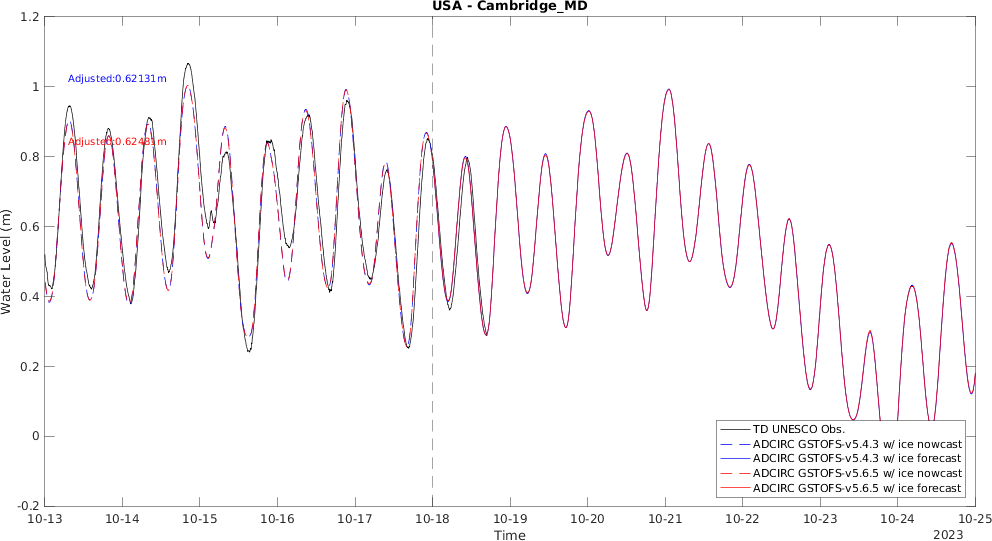 USA - Cambridge_MD
1.2
1
0.8
0.6
0.4
0.2
0
-0.2
Water Level (m)
Adjusted:0.62131m
Adjusted:0.62481m
TD UNESCO Obs.
ADCIRC GSTOFS-v5.4.3 w/ ice nowcast
ADCIRC GSTOFS-v5.4.3 w/ ice forecast
ADCIRC GSTOFS-v5.6.5 w/ ice nowcast
ADCIRC GSTOFS-v5.6.5 w/ ice forecast
10-13 10-14 10-15 10-16 10-17 10-18 10-19 10-20 10-21 10-22 10-23 10-24 10-25
Time
2023